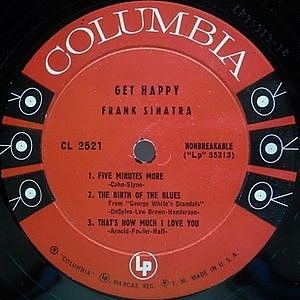 COLUMBIA
GET HAPPY
FRANK SINATRA
CL 2521
NONBREAKABLE
("Lp" 35313)
1. FIVE MINUTES MORE
-Cahn-Styne-
2. THE BIRTH OF THE BLUES
From "George White's Scandals"
-DeSylva-Lew Brown-Henderson-
3. THAT'S HOW MUCH I LOVE YOU
-Arnold-Fowler-Hall-
LP
"COLUMBIA" MARCAS REG. T. M. MADE IN U.S.A.